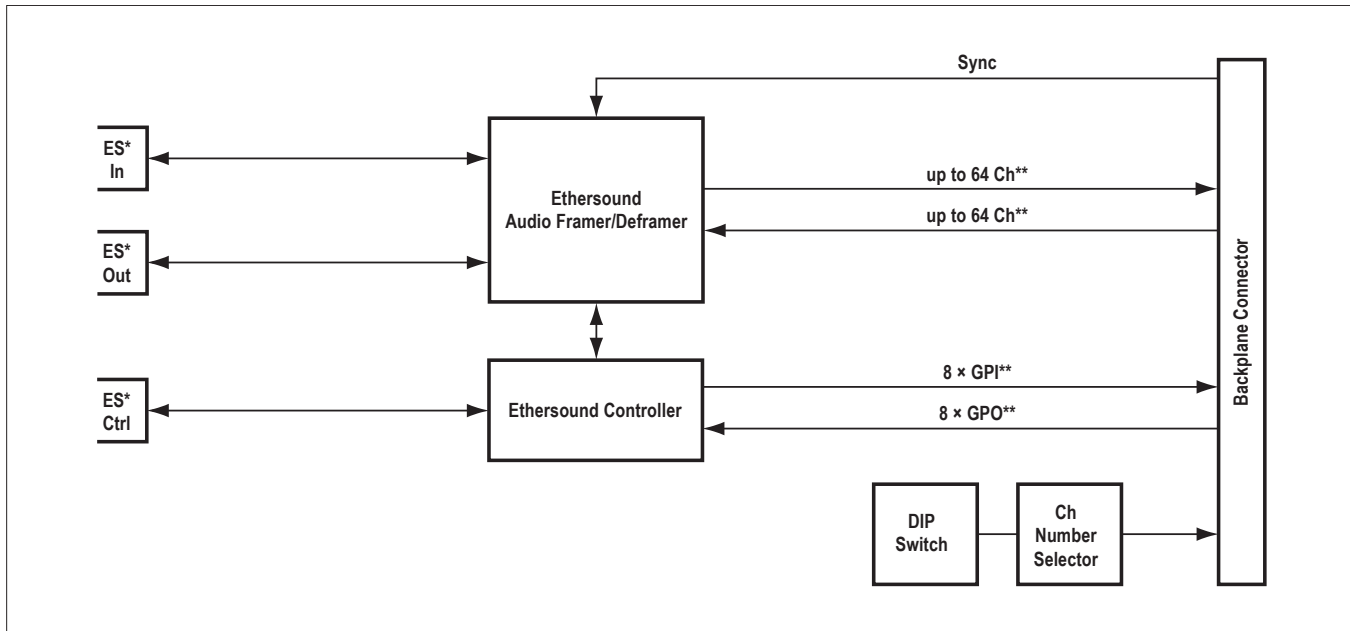 Sync
ES*
In
Ethersound
Audio Framer/Deframer
up to 64 Ch**
up to 64 Ch**
ES*
Out
Backplane Connector
ES*
Ctrl
Ethersound Controller
8 × GPI**
8 × GPO**
DIP
Switch
Ch
Number
Selector